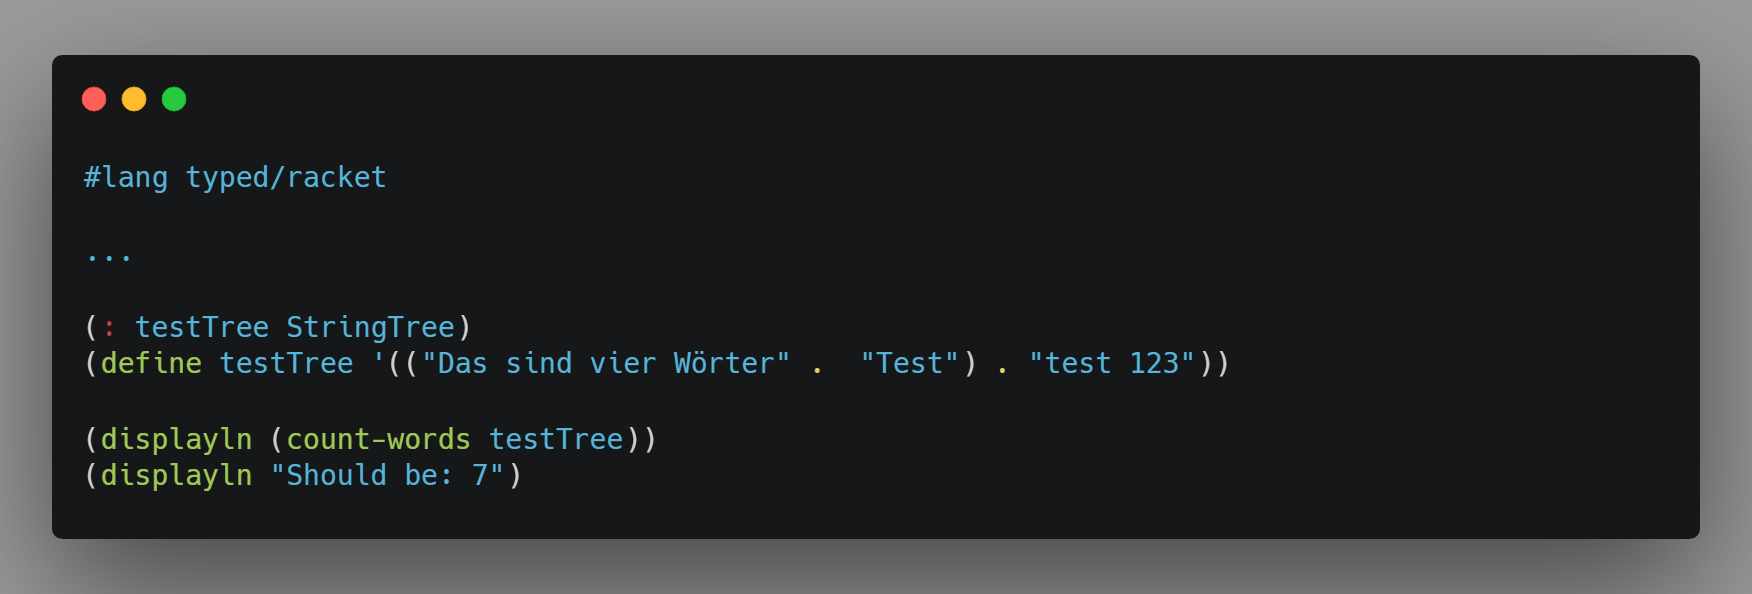 #lang typed/racket
...
(: testTree StringTree)
(define testTree '(("Das sind vier Wörter" .  "Test") . "test 123"))
(displayln (count-words testTree))
(displayln "Should be: 7")